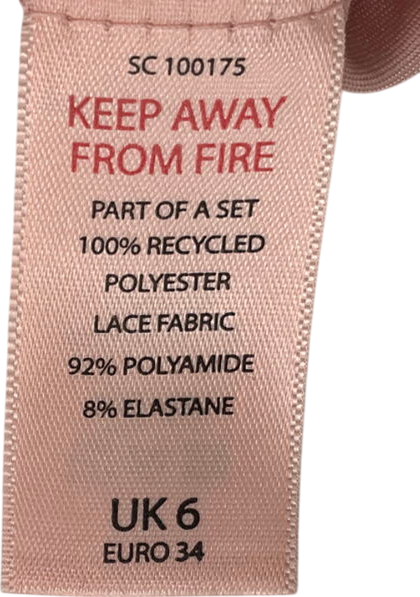 SC 100175
KEEP AWAY
FROM FIRE
PART OF A SET
100% RECYCLED
POLYESTER
LACE FABRIC
92% POLYAMIDE
8% ELASTANE
UK 6
EURO 34